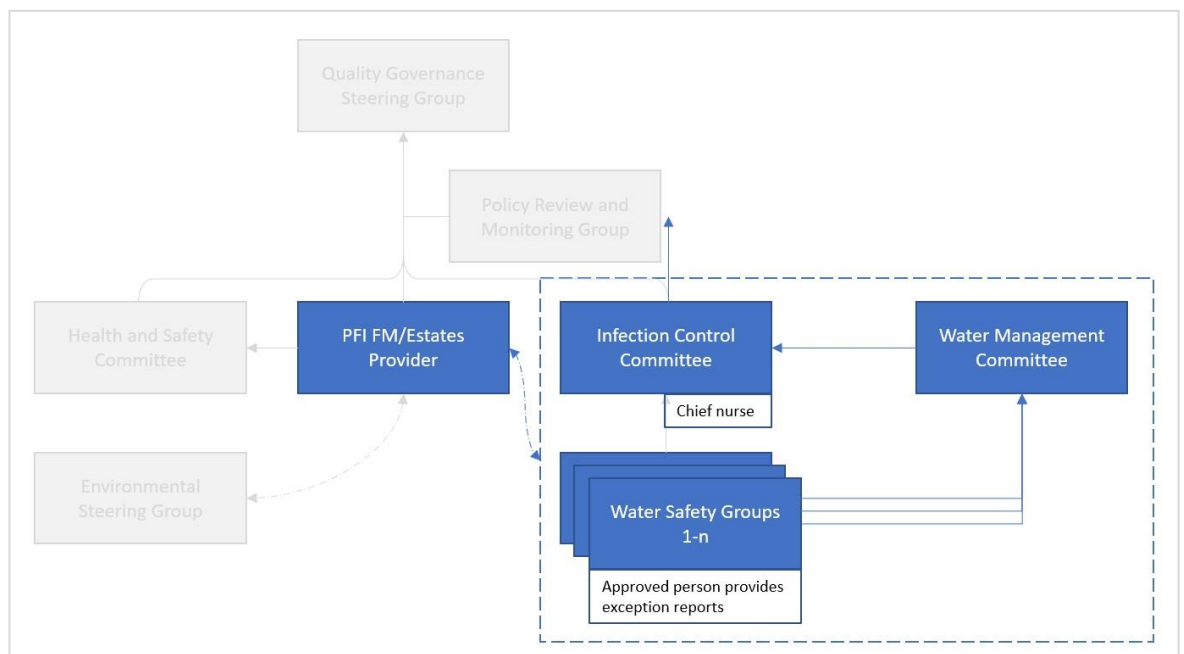 Quality Governance
Steering Group
Policy Review and
Monitoring Group
Health and Safety
Committee
PFI FM/Estates
Provider
Infection Control
Committee
Water Management
Committee
Chief nurse
Environmental
Steering Group
Water Safety Groups
1-n
Approved person provides
exception reports